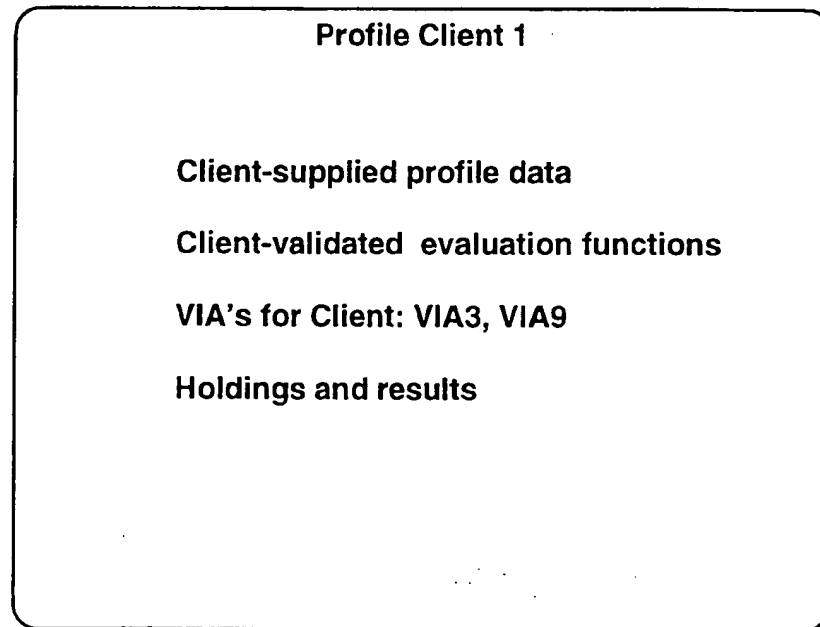 Profile Client 1
Client-supplied profile data
Client-validated evaluation functions
VIA's for Client: VIA3, VIA9
Holdings and results